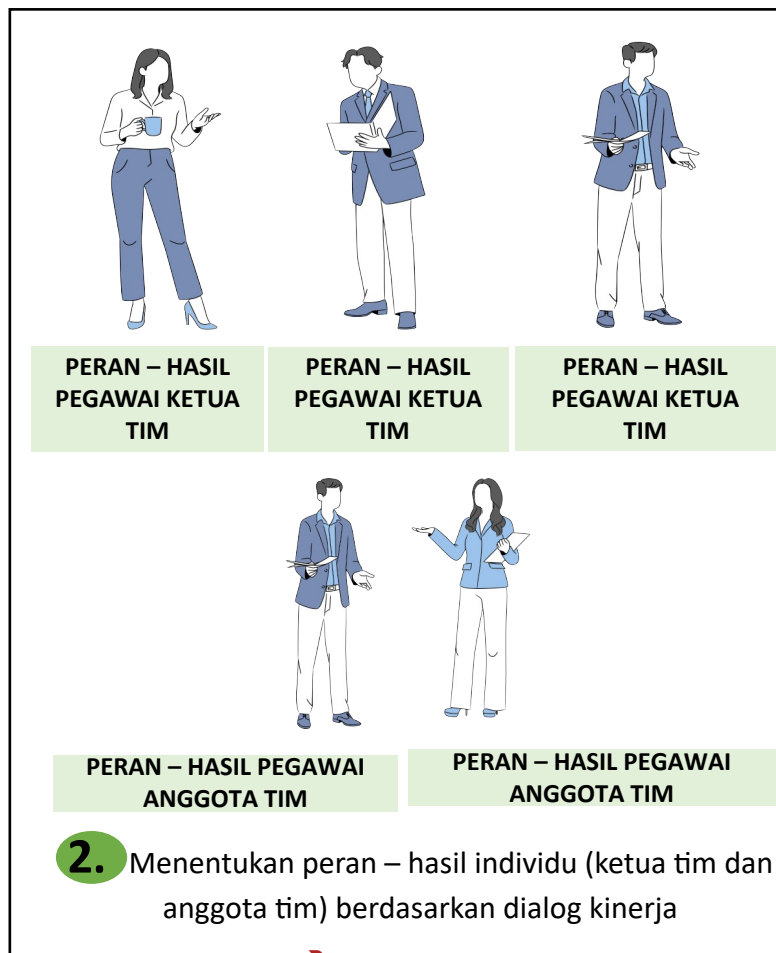 PERAN – HASIL
PEGAWAI KETUA
TIM
PERAN – HASIL
PEGAWAI KETUA
TIM
PERAN – HASIL
PEGAWAI KETUA
TIM
PERAN – HASIL PEGAWAI
ANGGOTA TIM
PERAN – HASIL PEGAWAI
ANGGOTA TIM
2. Menentukan peran – hasil individu (ketua tim dan
anggota tim) berdasarkan dialog kinerja